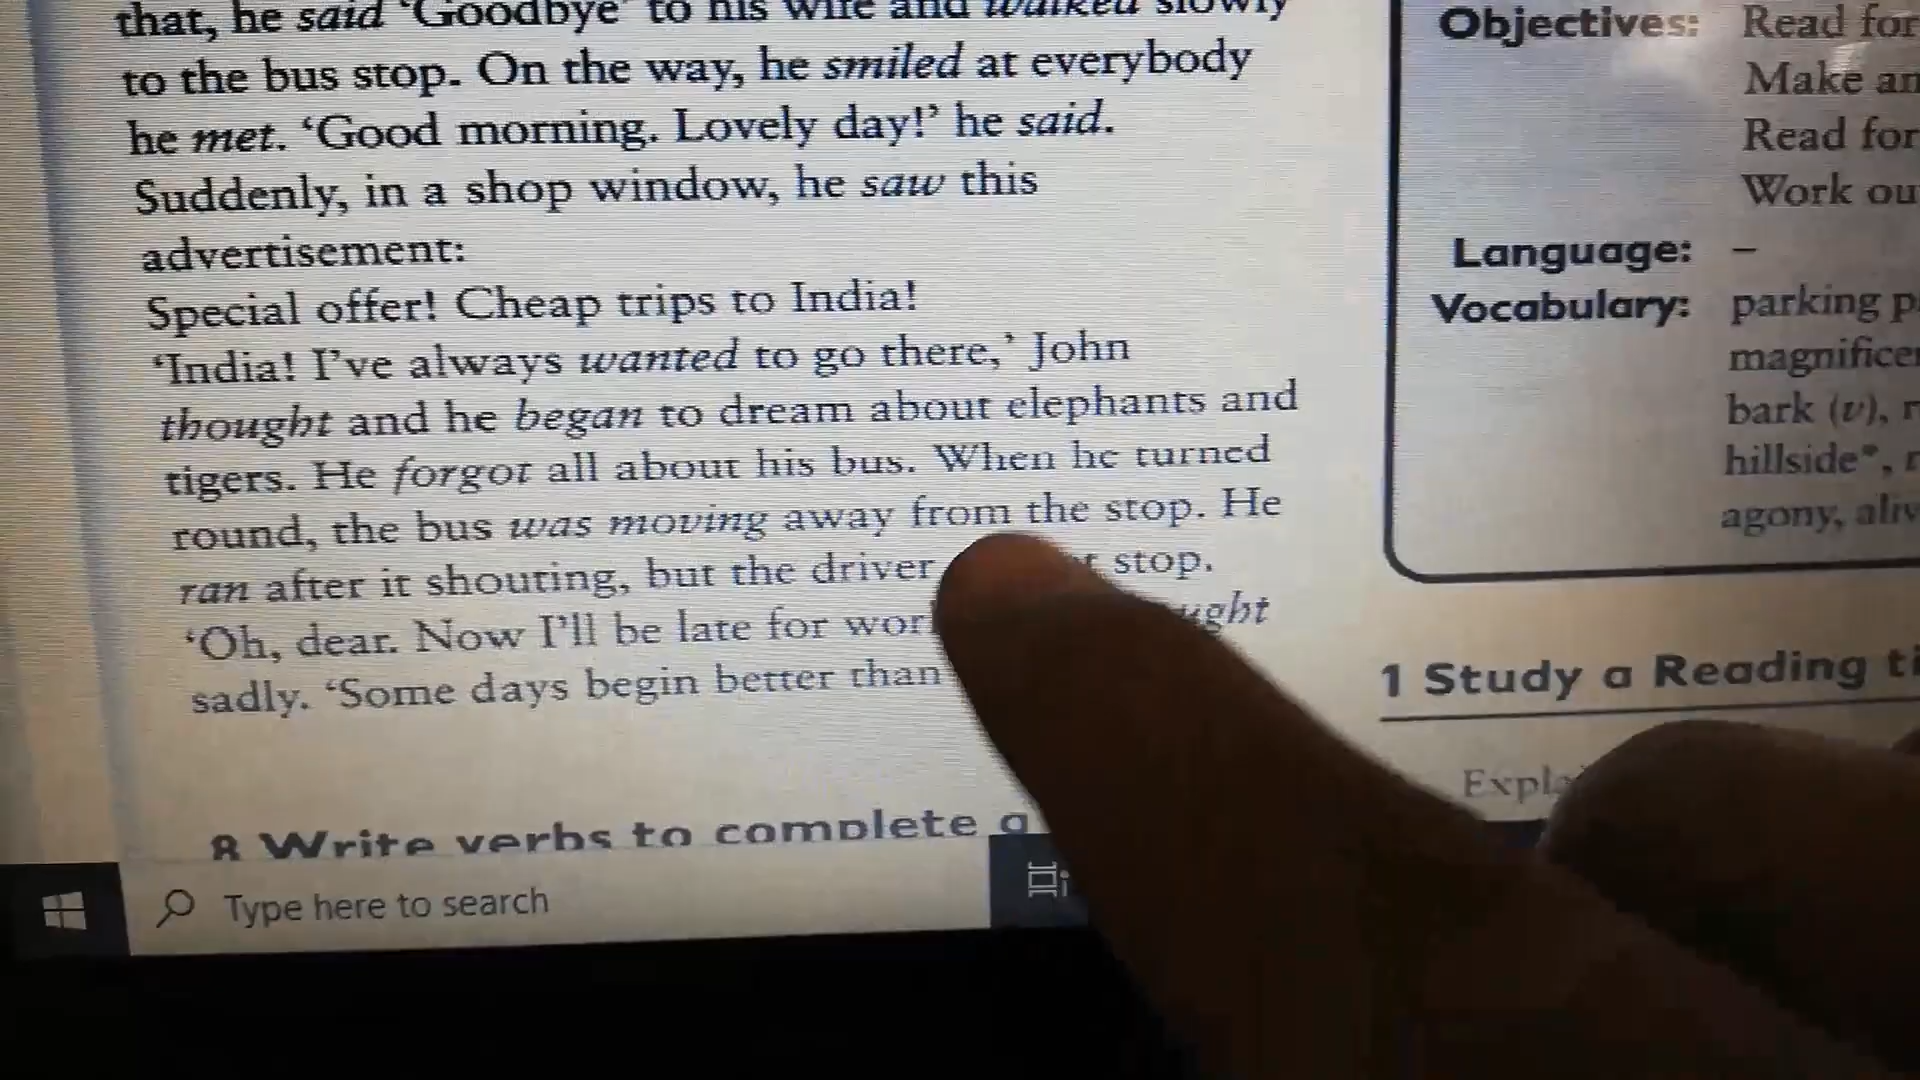 that, he said 'Goodbye' to his wife and walked slowly
to the bus stop. On the way, he smiled at everybody
he met. 'Good morning. Lovely day!' he said.
Suddenly, in a shop window, he saw this
advertisement:
Special offer! Cheap trips to India!
'India! I've always wanted to go there,' John
thought and he began to dream about elephants and
tigers. He forgot all about his bus. When he turned
round, the bus was moving away from the stop. He
ran after it shouting, but the driver stop.
'Oh, dear. Now I'll be late for
sadly. 'Some days begin better than
8 Write verbs to complete a
Type here to search
Objectives: Read for
Make an
Read for
Work ou
Language: –
Vocabulary: parking p
magnificen
bark (v), r
hillside*, r
agony, aliv
1 Study a Reading ti